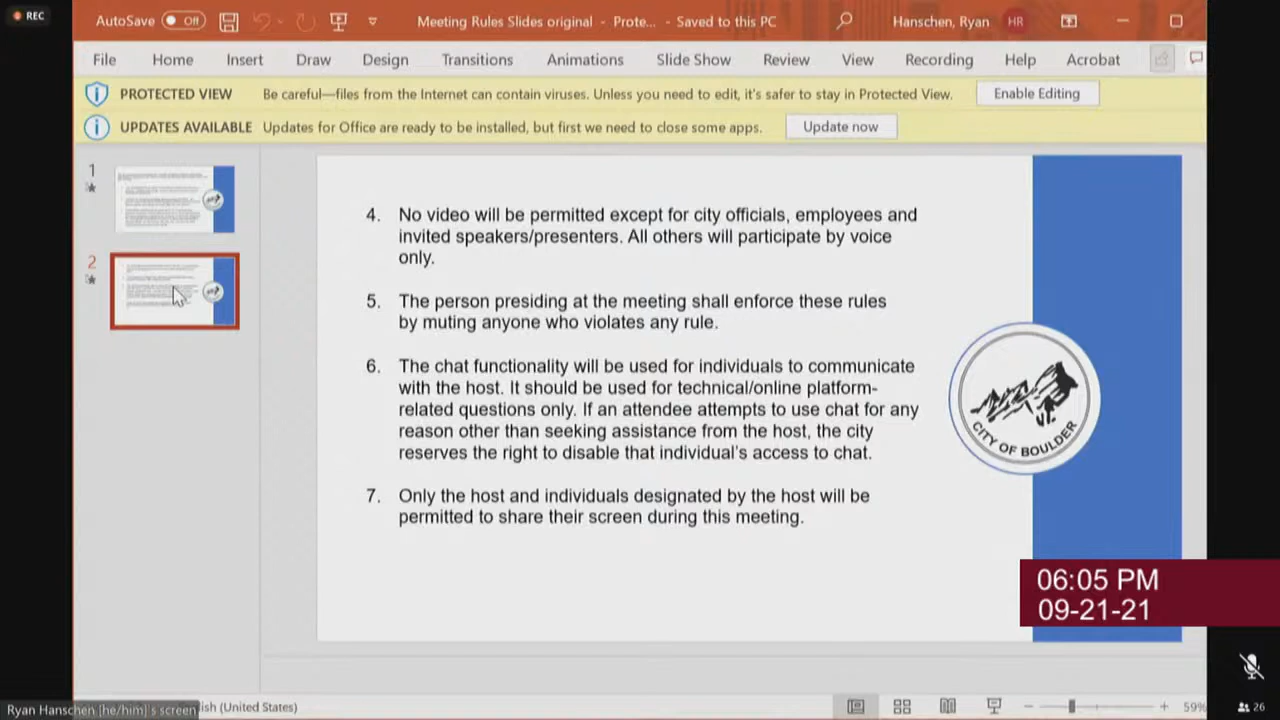 REC
AutoSave Off
Meeting Rules Slides original - Prote... - Saved to this PC
Hanschen, Ryan HR
File Home Insert Draw Design Transitions Animations Slide Show Review View Recording Help Acrobat
PROTECTED VIEW Be careful—files from the Internet can contain viruses. Unless you need to edit, it's safer to stay in Protected View. Enable Editing
UPDATES AVAILABLE Updates for Office are ready to be installed, but first we need to close some apps. Update now
1
2
4. No video will be permitted except for city officials, employees and
invited speakers/presenters. All others will participate by voice
only.
5. The person presiding at the meeting shall enforce these rules
by muting anyone who violates any rule.
6. The chat functionality will be used for individuals to communicate
with the host. It should be used for technical/online platform-
related questions only. If an attendee attempts to use chat for any
reason other than seeking assistance from the host, the city
reserves the right to disable that individual's access to chat.
7. Only the host and individuals designated by the host will be
permitted to share their screen during this meeting.
CITY OF BOULDER
06:05 PM
09-21-21
Ryan Hanschen [he/him]'s screen
lish (United States)
59%
26